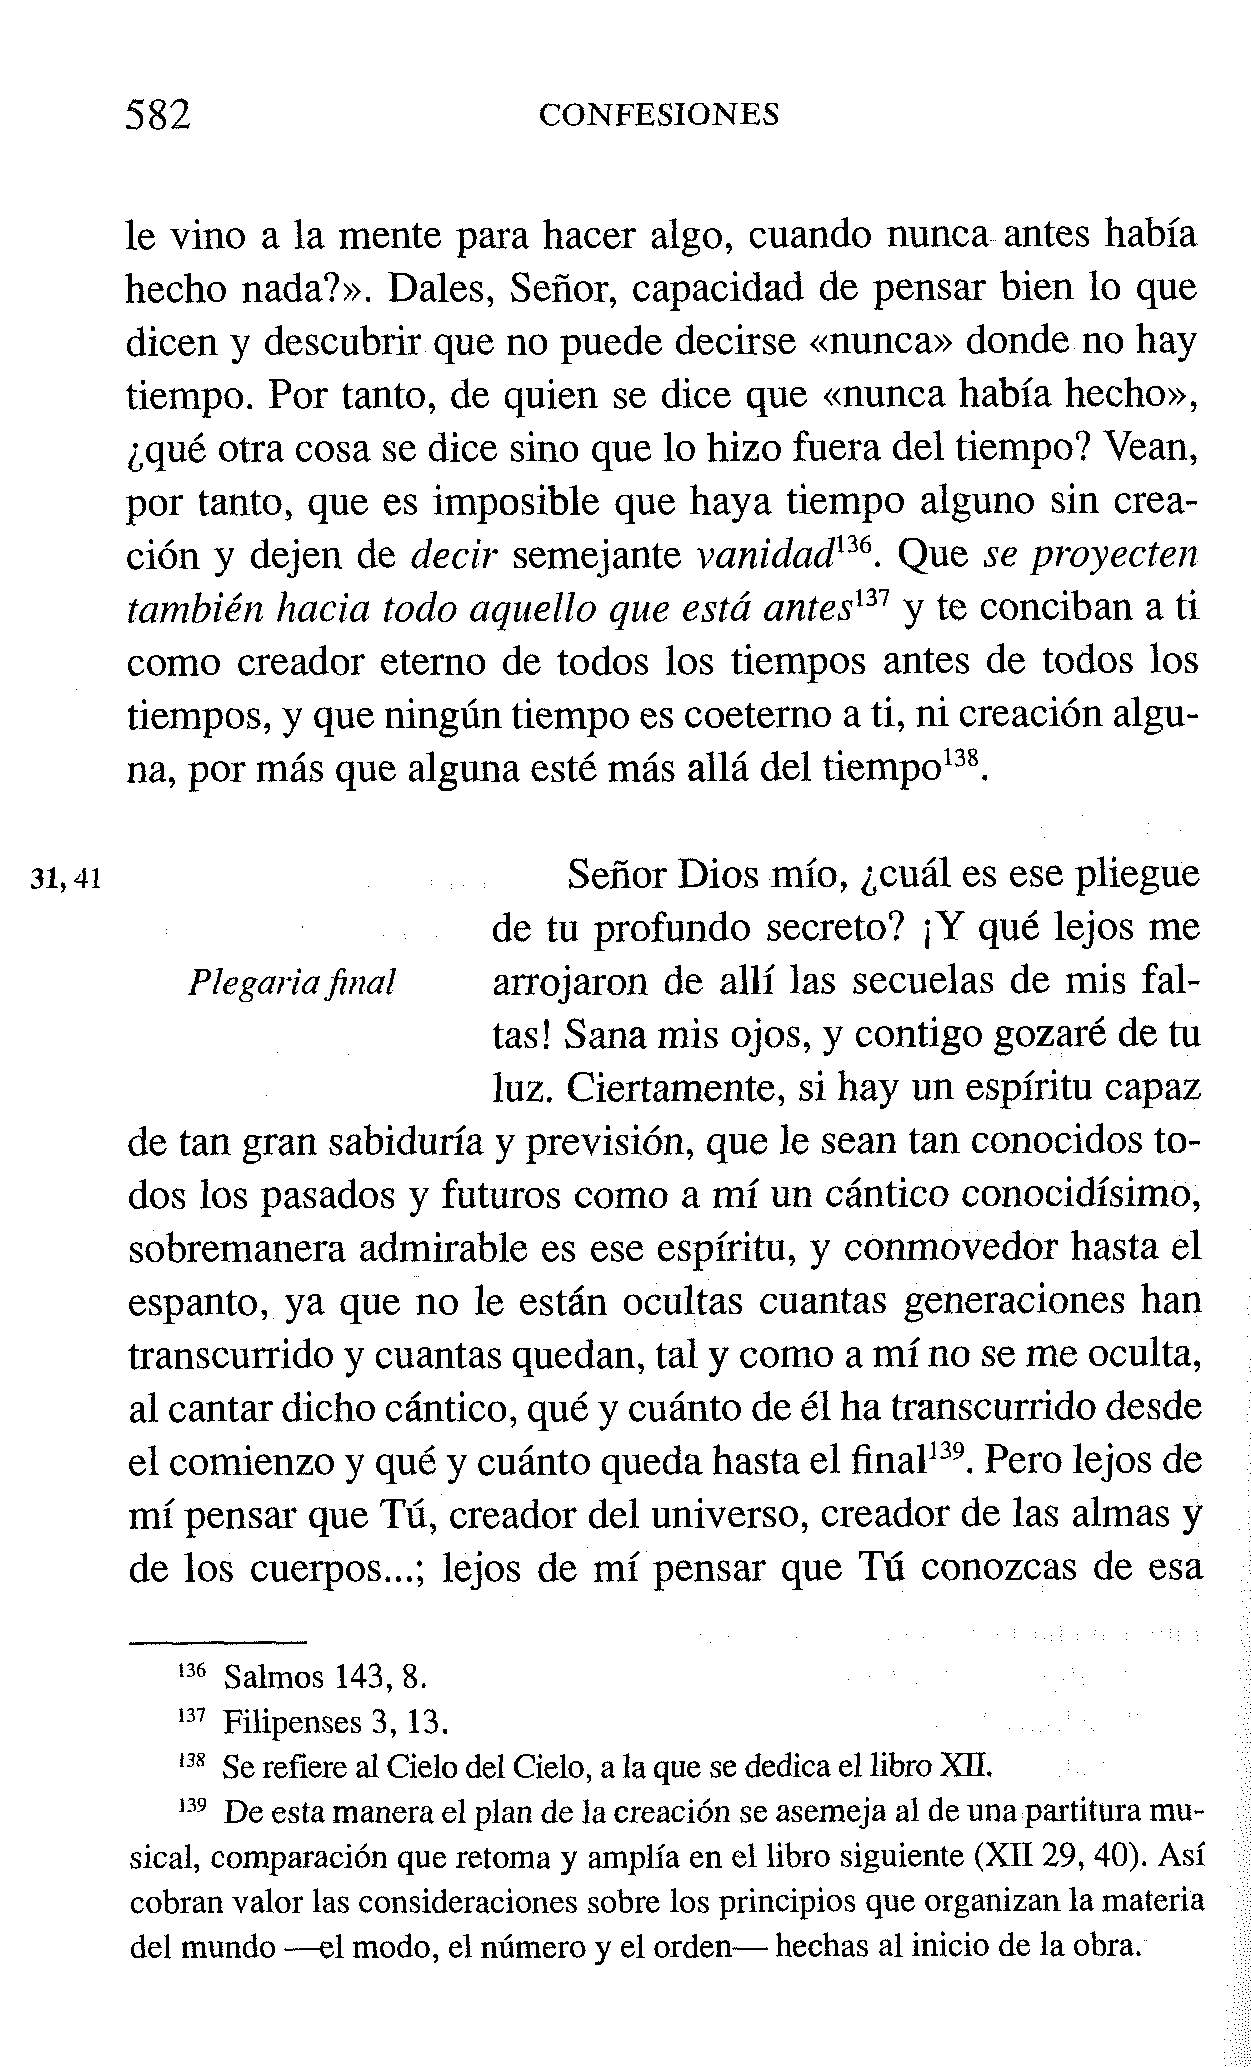 582 CONFESIONES
le vino a la mente para hacer algo, cuando nunca antes había
hecho nada?». Dales, Señor, capacidad de pensar bien lo que
dicen y descubrir que no puede decirse «nunca» donde no hay
tiempo. Por tanto, de quien se dice que «nunca había hecho»,
¿qué otra cosa se dice sino que lo hizo fuera del tiempo? Vean,
por tanto, que es imposible que haya tiempo alguno sin crea-
ción y dejen de decir semejante vanidad¹³⁶. Que se proyecten
también hacia todo aquello que está antes¹³⁷ y te conciban a ti
como creador eterno de todos los tiempos antes de todos los
tiempos, y que ningún tiempo es coeterno a ti, ni creación algu-
na, por más que alguna esté más allá del tiempo¹³⁸.
31, 41 Señor Dios mío, ¿cuál es ese pliegue
de tu profundo secreto? ¡Y qué lejos me
Plegaria final arrojaron de allí las secuelas de mis fal-
tas! Sana mis ojos, y contigo gozaré de tu
luz. Ciertamente, si hay un espíritu capaz
de tan gran sabiduría y previsión, que le sean tan conocidos to-
dos los pasados y futuros como a mí un cántico conocidísimo,
sobremanera admirable es ese espíritu, y conmovedor hasta el
espanto, ya que no le están ocultas cuantas generaciones han
transcurrido y cuantas quedan, tal y como a mí no se me oculta,
al cantar dicho cántico, qué y cuánto de él ha transcurrido desde
el comienzo y qué y cuánto queda hasta el final¹³⁹. Pero lejos de
mí pensar que Tú, creador del universo, creador de las almas y
de los cuerpos...; lejos de mí pensar que Tú conozcas de esa
¹³⁶ Salmos 143, 8.
¹³⁷ Filipenses 3, 13.
¹³⁸ Se refiere al Cielo del Cielo, a la que se dedica el libro XII.
¹³⁹ De esta manera el plan de la creación se asemeja al de una partitura mu-
sical, comparación que retoma y amplía en el libro siguiente (XII 29, 40). Así
cobran valor las consideraciones sobre los principios que organizan la materia
del mundo —el modo, el número y el orden— hechas al inicio de la obra.